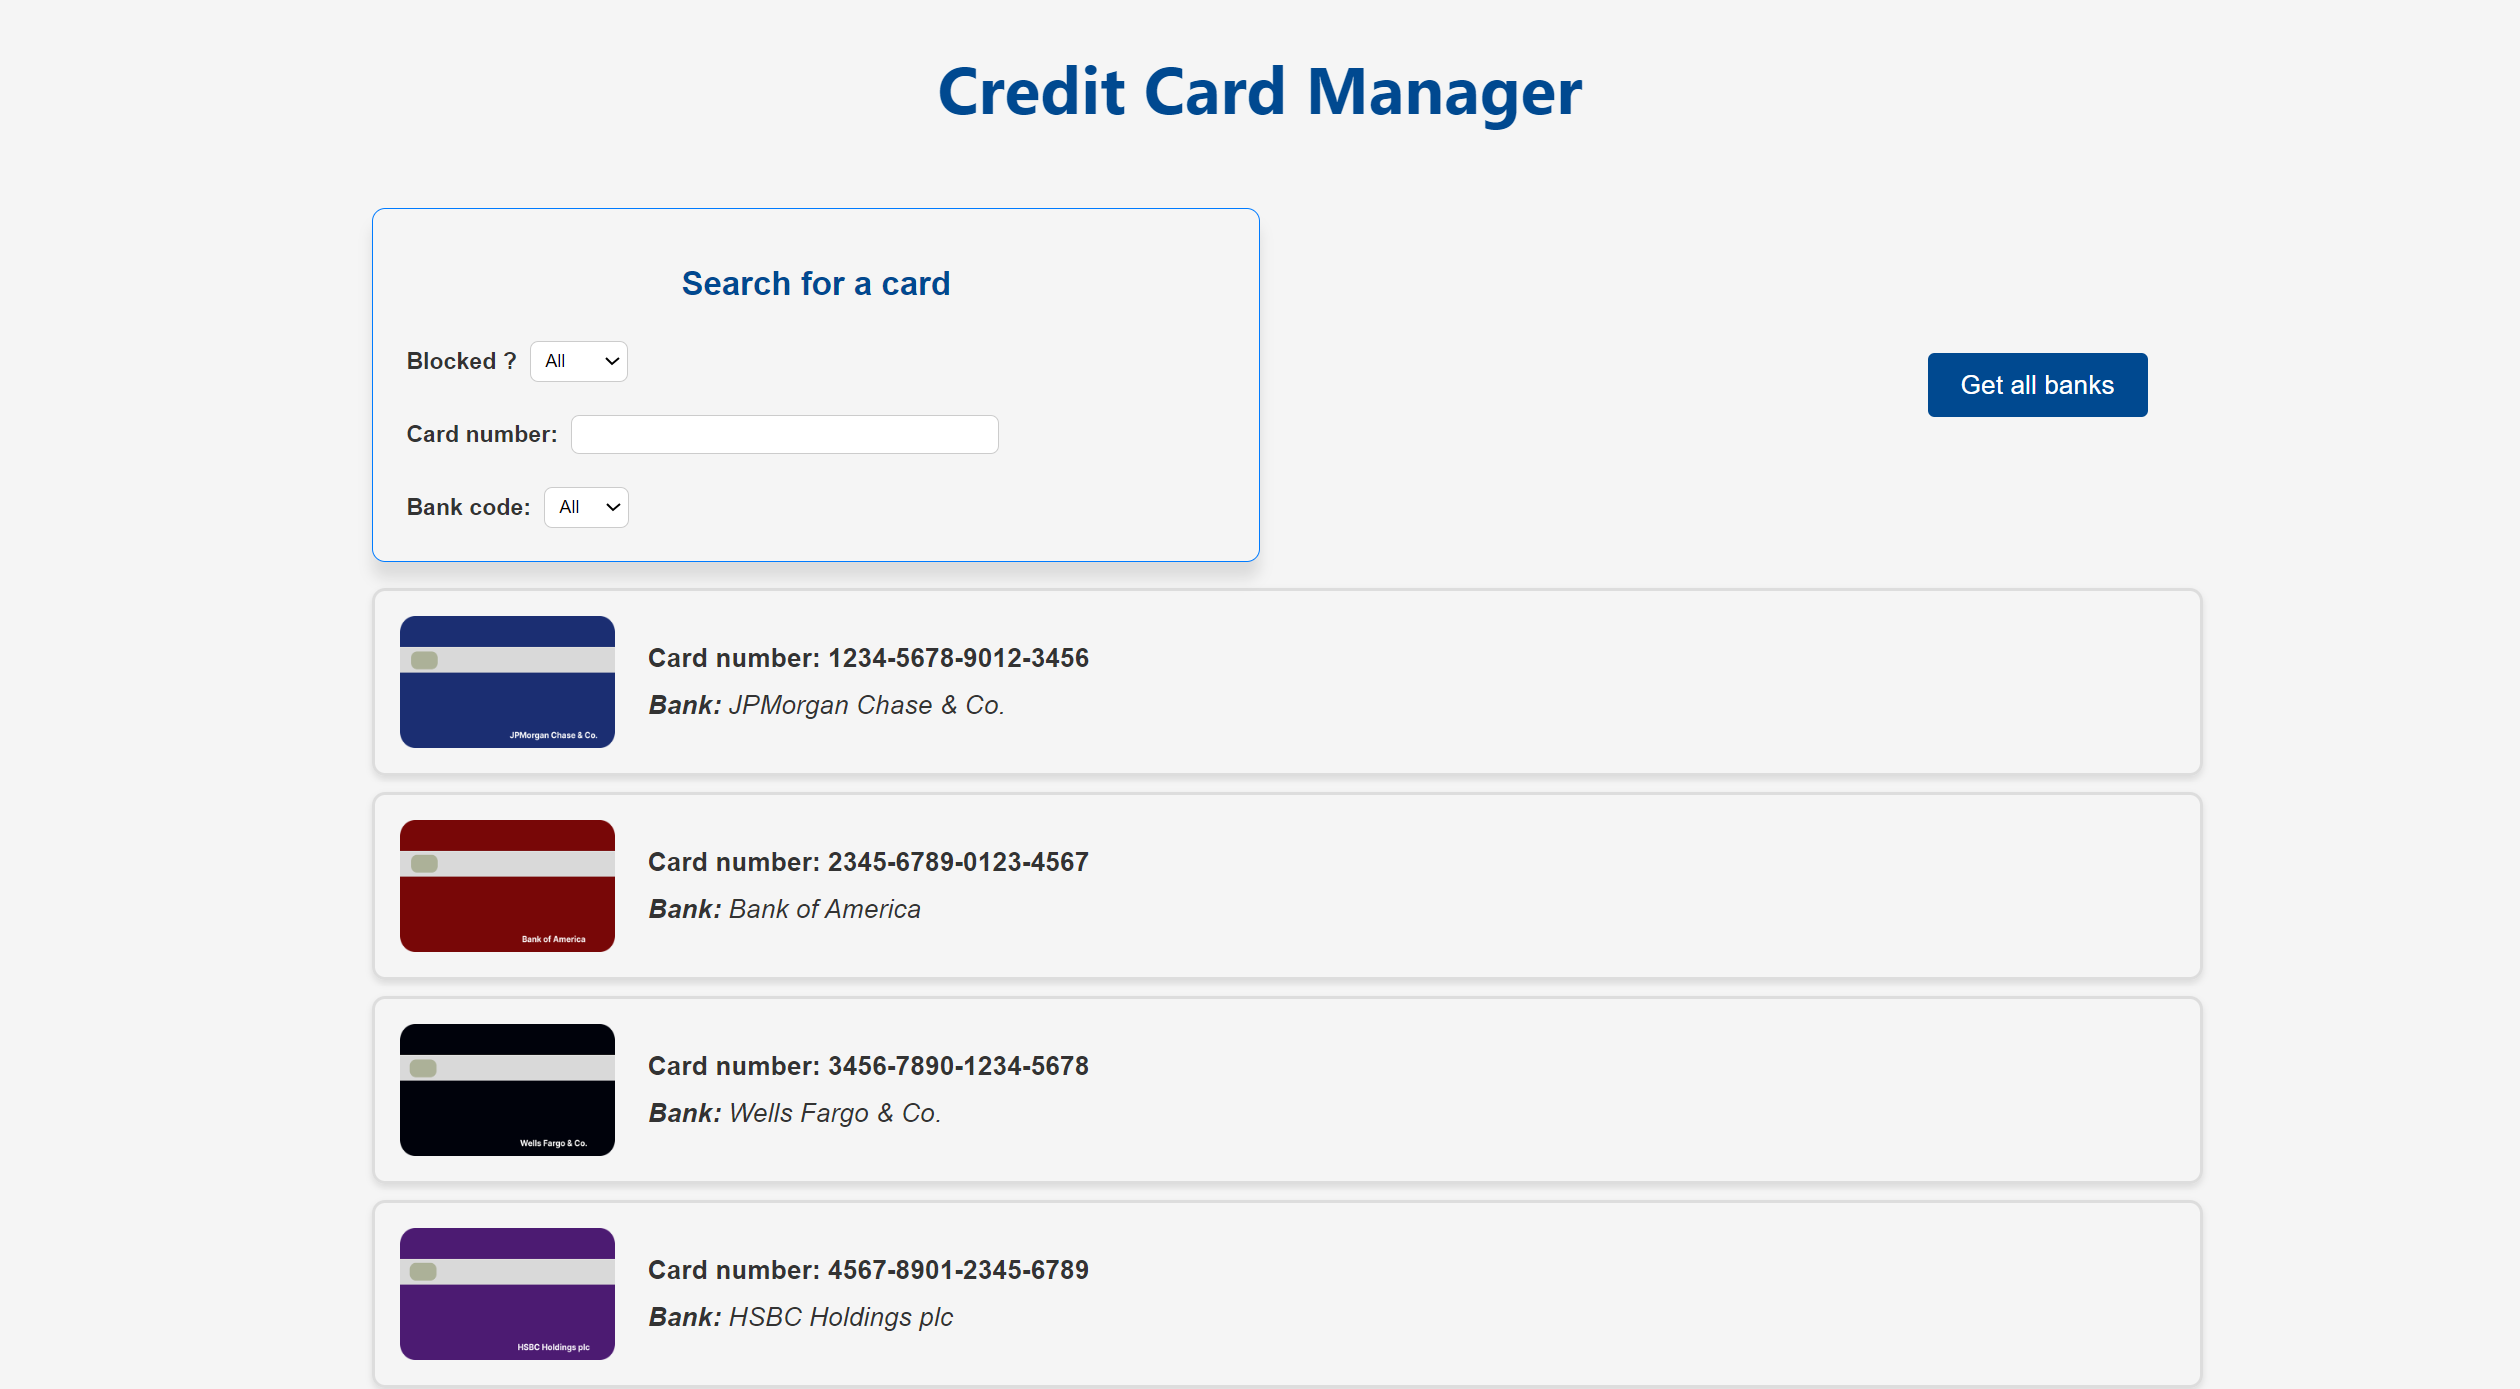 Credit Card Manager
Search for a card
Blocked ? All
Card number:
Bank code: All
Get all banks
JPMorgan Chase & Co.
Card number: 1234-5678-9012-3456
Bank: JPMorgan Chase & Co.
Bank of America
Card number: 2345-6789-0123-4567
Bank: Bank of America
Wells Fargo & Co.
Card number: 3456-7890-1234-5678
Bank: Wells Fargo & Co.
HSBC Holdings plc
Card number: 4567-8901-2345-6789
Bank: HSBC Holdings plc